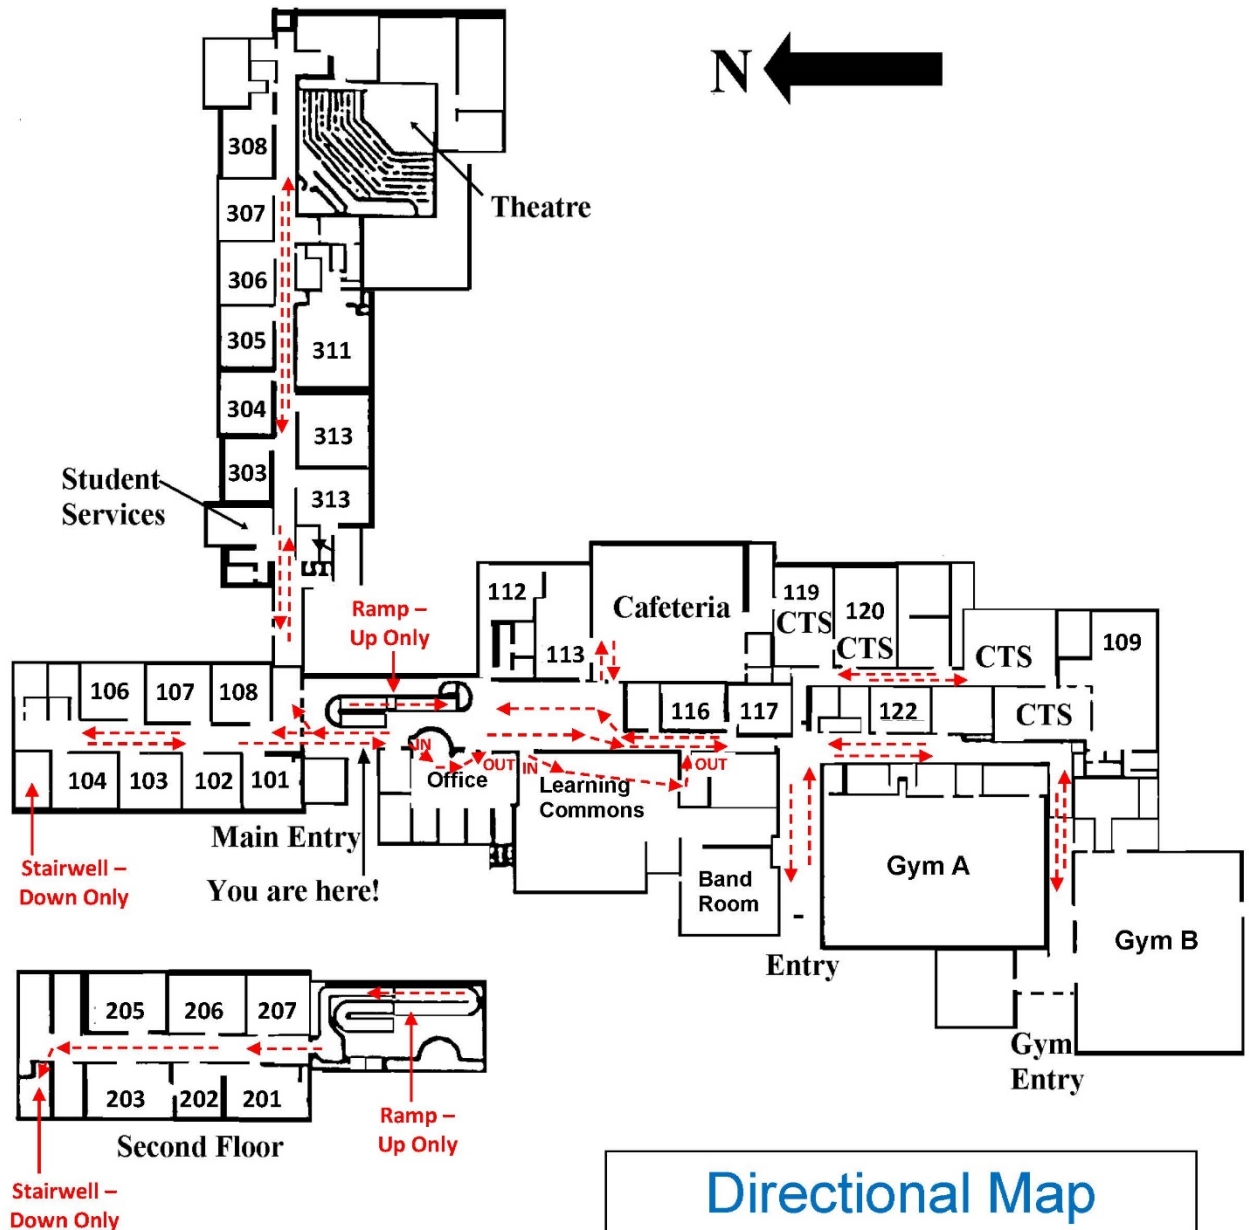 N
308
307
Theatre
306
305
311
304
313
303
313
Student
Services
Ramp –
Up Only
112
113
Cafeteria
119
CTS
120
CTS
CTS
109
106
107
108
116
117
122
CTS
104
103
102
101
IN
OUT
Office
IN
OUT
Learning
Commons
Main Entry
You are here!
Stairwell –
Down Only
Band
Room
Gym A
Entry
Gym B
Gym
Entry
205
206
207
203
202
201
Second Floor
Ramp –
Up Only
Stairwell –
Down Only
Directional Map